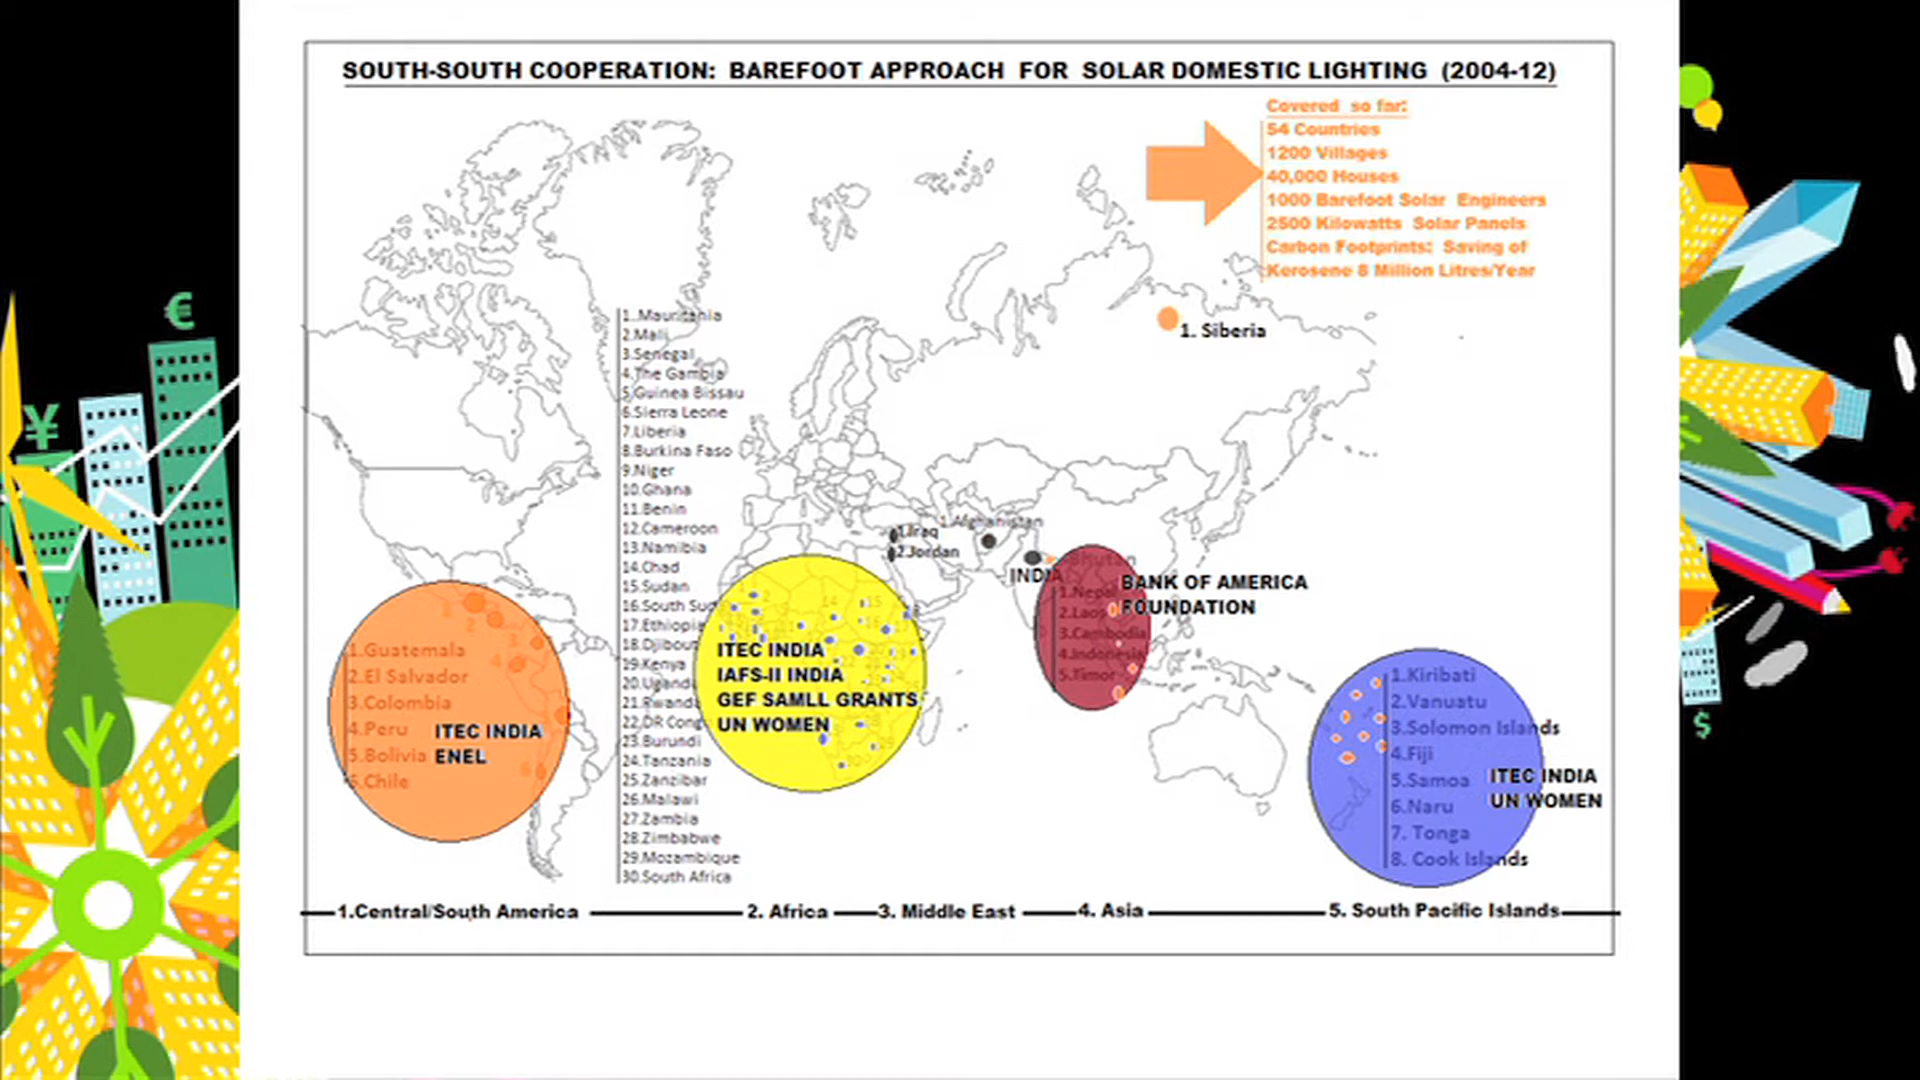 SOUTH-SOUTH COOPERATION: BAREFOOT APPROACH FOR SOLAR DOMESTIC LIGHTING (2004-12)
Covered so far:
54 Countries
1200 Villages
40,000 Houses
1000 Barefoot Solar Engineers
2500 Kilowatts Solar Panels
Carbon Footprints: Saving of
Kerosene 8 Million Litres/Year
1. Siberia
1.Mauritania
2.Mali
3.Senegal
4.The Gambia
5.Guinea Bissau
6.Sierra Leone
7.Liberia
8.Burkina Faso
9.Niger
10.Ghana
11.Benin
12.Cameroon
13.Namibia
14.Chad
15.Sudan
16.South Sud
17.Ethiopia
18.Djibout
19.Kenya
20.Uganda
21.Rwanda
22.DR Cong
23.Burundi
24.Tanzania
25.Zanzibar
26.Malawi
27.Zambia
28.Zimbabwe
29.Mozambique
30.South Africa
1.Iraq
2.Jordan
1.Afghanistan
INDIA
Bhutan
1.Nepal
2.Laos
3.Cambodia
4.Indonesia
5.Timor
BANK OF AMERICA
FOUNDATION
1.Guatemala
2.El Salvador
3.Colombia
4.Peru
5.Bolivia
6.Chile
ITEC INDIA
ENEL
ITEC INDIA
IAFS-II INDIA
GEF SAMLL GRANTS
UN WOMEN
1.Kiribati
2.Vanuatu
3.Solomon Islands
4.Fiji
5.Samoa
6.Naru
7. Tonga
8. Cook Islands
ITEC INDIA
UN WOMEN
1.Central/South America
2. Africa
3. Middle East
4. Asia
5. South Pacific Islands
€
¥
$